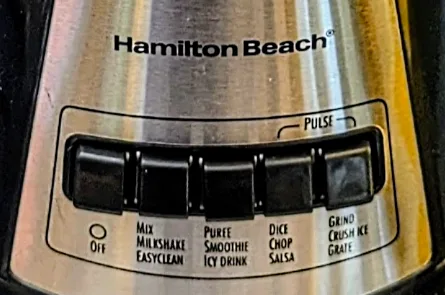 Hamilton Beach®
PULSE
OFF
MIX
MILKSHAKE
EASYCLEAN
PUREE
SMOOTHIE
ICY DRINK
DICE
CHOP
SALSA
GRIND
CRUSH ICE
GRATE